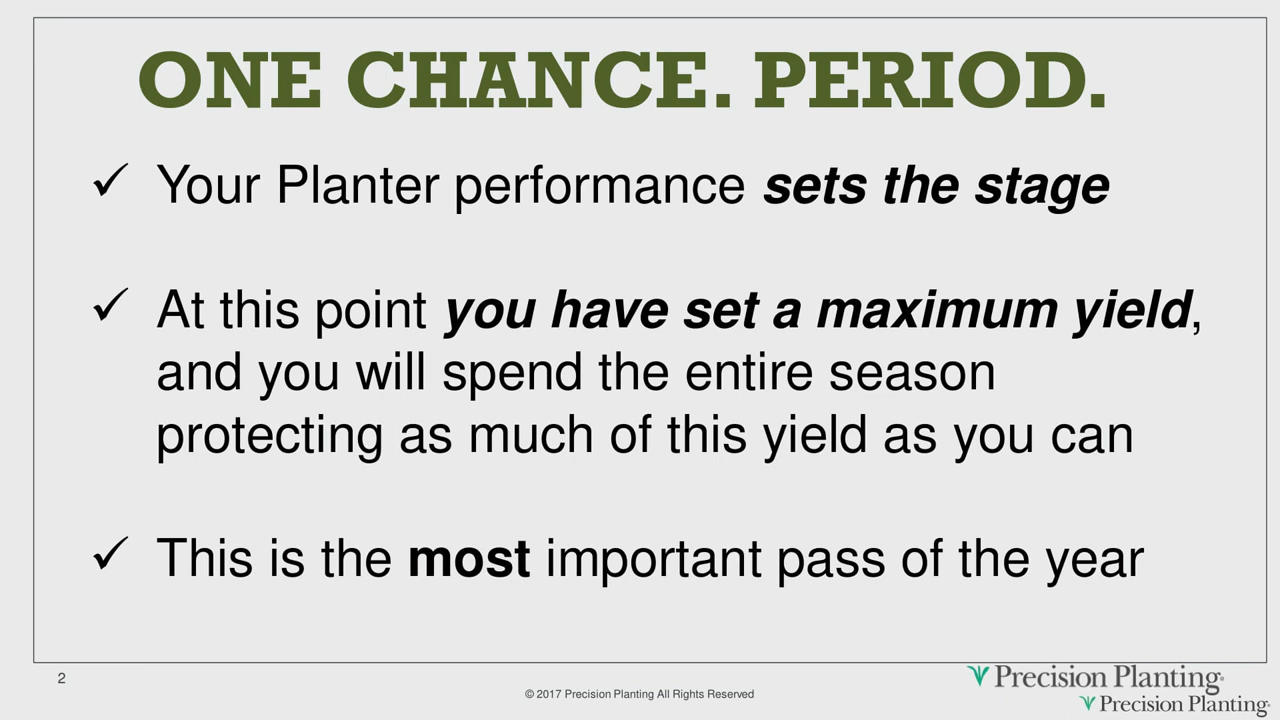 ONE CHANCE. PERIOD.
✓ Your Planter performance sets the stage
✓ At this point you have set a maximum yield,
and you will spend the entire season
protecting as much of this yield as you can
✓ This is the most important pass of the year
2
© 2017 Precision Planting All Rights Reserved
Precision Planting®
Precision Planting®